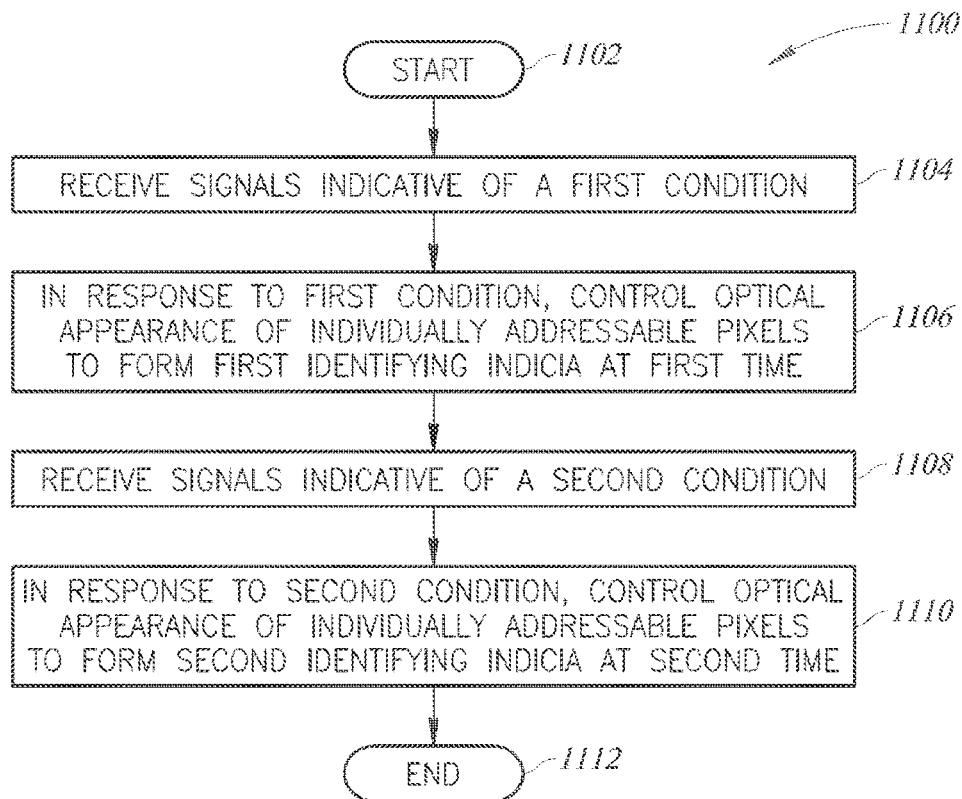 1100
START
1102
RECEIVE SIGNALS INDICATIVE OF A FIRST CONDITION
1104
IN RESPONSE TO FIRST CONDITION, CONTROL OPTICAL
APPEARANCE OF INDIVIDUALLY ADDRESSABLE PIXELS
TO FORM FIRST IDENTIFYING INDICIA AT FIRST TIME
1106
RECEIVE SIGNALS INDICATIVE OF A SECOND CONDITION
1108
IN RESPONSE TO SECOND CONDITION, CONTROL OPTICAL
APPEARANCE OF INDIVIDUALLY ADDRESSABLE PIXELS
TO FORM SECOND IDENTIFYING INDICIA AT SECOND TIME
1110
END
1112